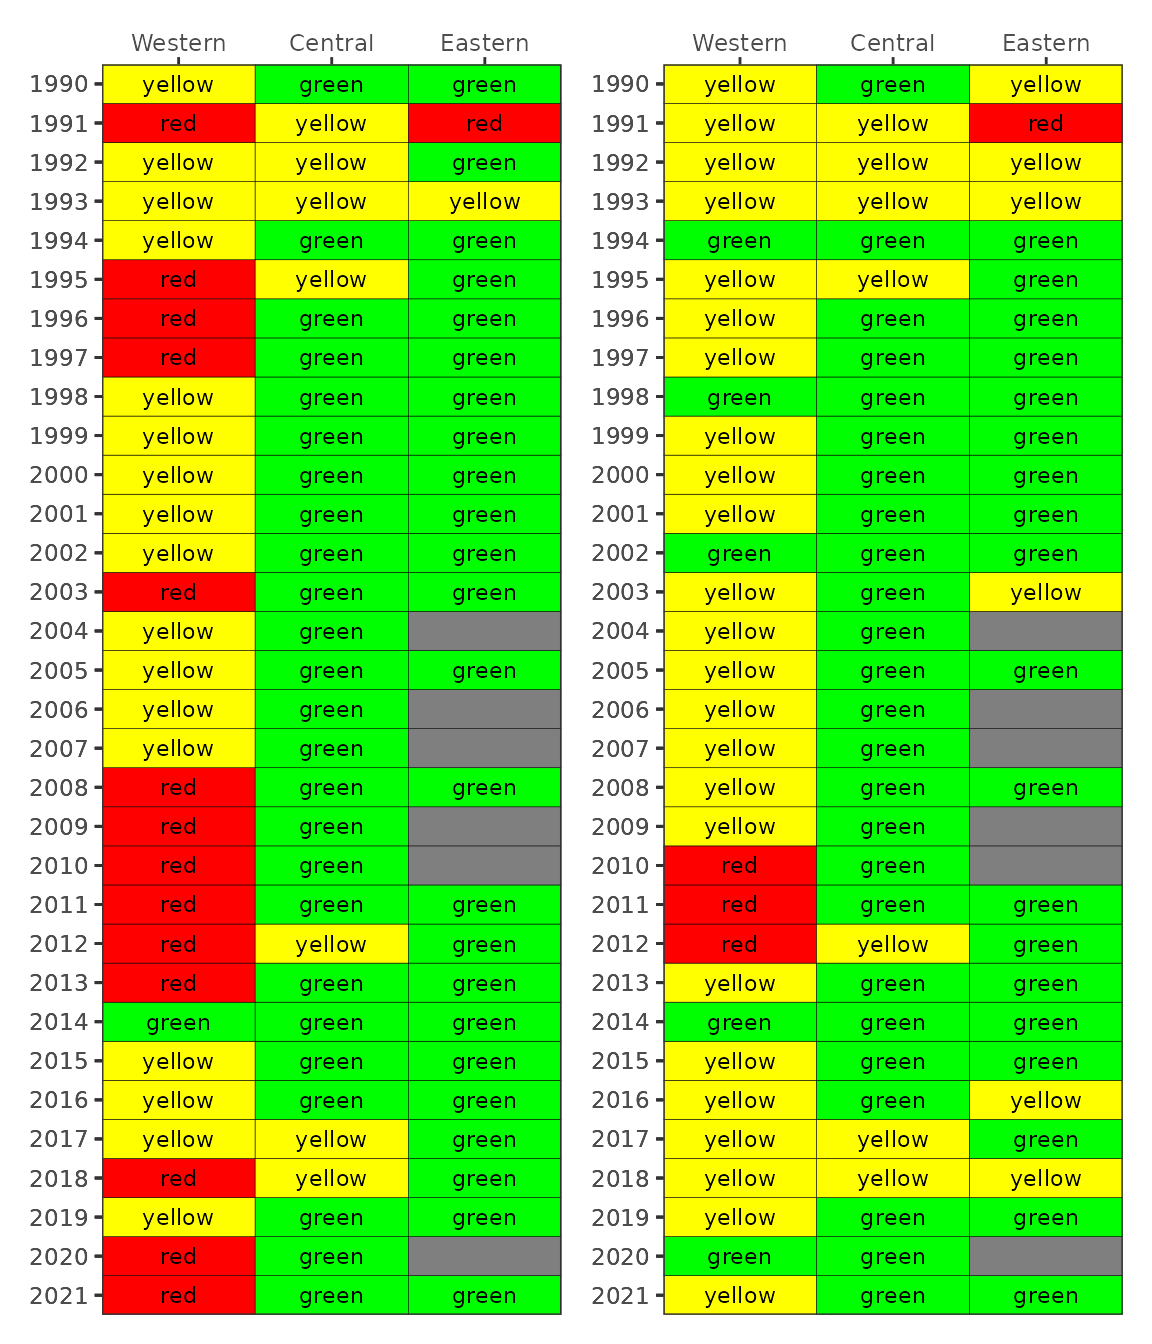 Western Central Eastern Western Central Eastern
1990 yellow green green 1990 yellow green yellow
1991 red yellow red 1991 yellow yellow red
1992 yellow yellow green 1992 yellow yellow yellow
1993 yellow yellow yellow 1993 yellow yellow yellow
1994 yellow green green 1994 green green green
1995 red yellow green 1995 yellow yellow green
1996 red green green 1996 yellow green green
1997 red green green 1997 yellow green green
1998 yellow green green 1998 green green green
1999 yellow green green 1999 yellow green green
2000 yellow green green 2000 yellow green green
2001 yellow green green 2001 yellow green green
2002 yellow green green 2002 green green green
2003 red green green 2003 yellow green yellow
2004 yellow green 2004 yellow green
2005 yellow green green 2005 yellow green green
2006 yellow green 2006 yellow green
2007 yellow green 2007 yellow green
2008 red green green 2008 yellow green green
2009 red green 2009 yellow green
2010 red green 2010 red green
2011 red green green 2011 red green green
2012 red yellow green 2012 red yellow green
2013 red green green 2013 yellow green green
2014 green green green 2014 green green green
2015 yellow green green 2015 yellow green green
2016 yellow green green 2016 yellow green yellow
2017 yellow yellow green 2017 yellow yellow green
2018 red yellow green 2018 yellow yellow yellow
2019 yellow green green 2019 yellow green green
2020 red green 2020 green green
2021 red green green 2021 yellow green green